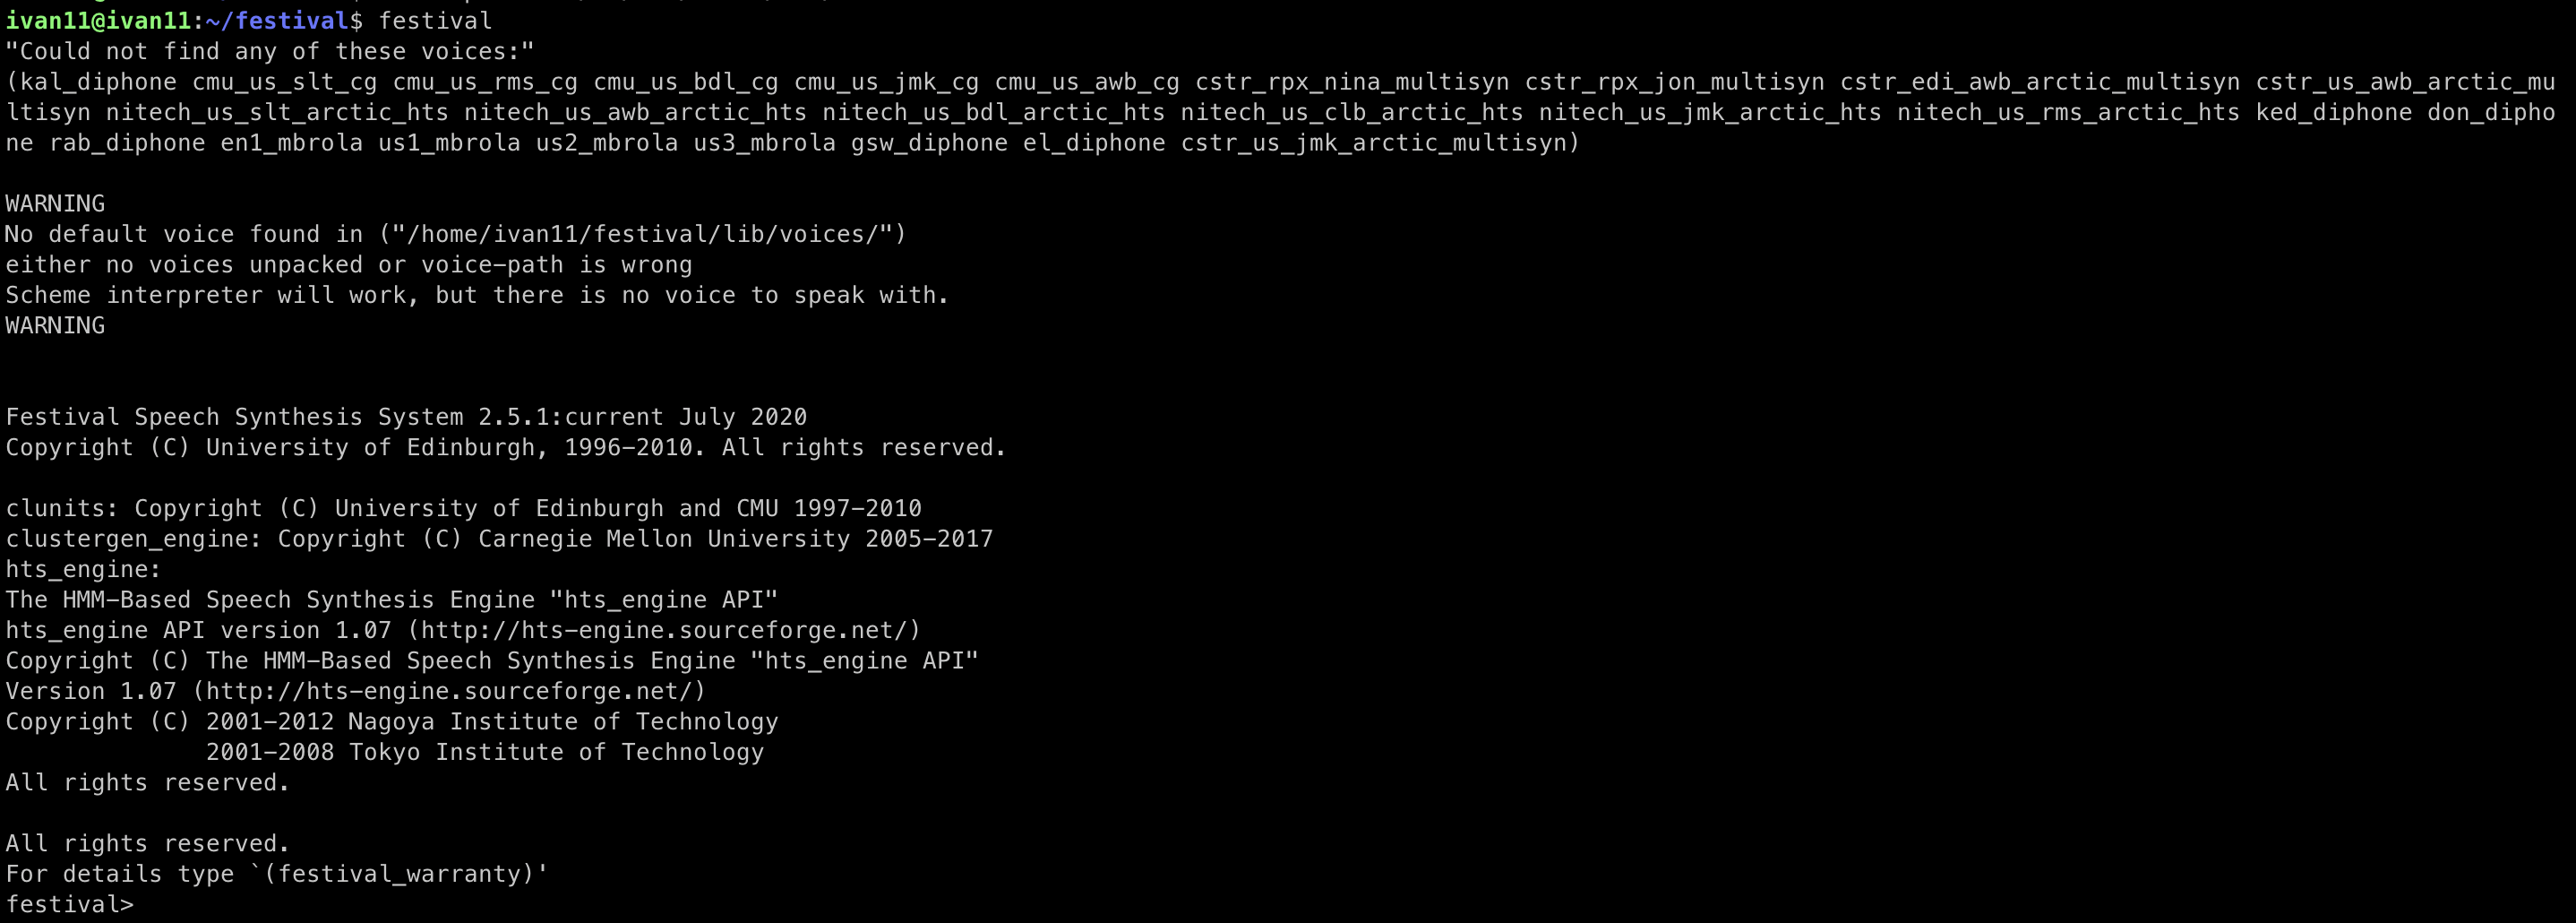 ivan11@ivan11:~/festival$ festival
"Could not find any of these voices:"
(kal_diphone cmu_us_slt_cg cmu_us_rms_cg cmu_us_bdl_cg cmu_us_jmk_cg cmu_us_awb_cg cstr_rpx_nina_multisyn cstr_rpx_jon_multisyn cstr_edi_awb_arctic_multisyn cstr_us_awb_arctic_mu
ltisyn nitech_us_slt_arctic_hts nitech_us_awb_arctic_hts nitech_us_bdl_arctic_hts nitech_us_clb_arctic_hts nitech_us_jmk_arctic_hts nitech_us_rms_arctic_hts ked_diphone don_dipho
ne rab_diphone en1_mbrola us1_mbrola us2_mbrola us3_mbrola gsw_diphone el_diphone cstr_us_jmk_arctic_multisyn)
WARNING
No default voice found in ("/home/ivan11/festival/lib/voices/")
either no voices unpacked or voice-path is wrong
Scheme interpreter will work, but there is no voice to speak with.
WARNING
Festival Speech Synthesis System 2.5.1:current July 2020
Copyright (C) University of Edinburgh, 1996-2010. All rights reserved.
clunits: Copyright (C) University of Edinburgh and CMU 1997-2010
clustergen_engine: Copyright (C) Carnegie Mellon University 2005-2017
hts_engine:
The HMM-Based Speech Synthesis Engine "hts_engine API"
hts_engine API version 1.07 (http://hts-engine.sourceforge.net/)
Copyright (C) The HMM-Based Speech Synthesis Engine "hts_engine API"
Version 1.07 (http://hts-engine.sourceforge.net/)
Copyright (C) 2001-2012 Nagoya Institute of Technology
2001-2008 Tokyo Institute of Technology
All rights reserved.
All rights reserved.
For details type `(festival_warranty)'
festival>